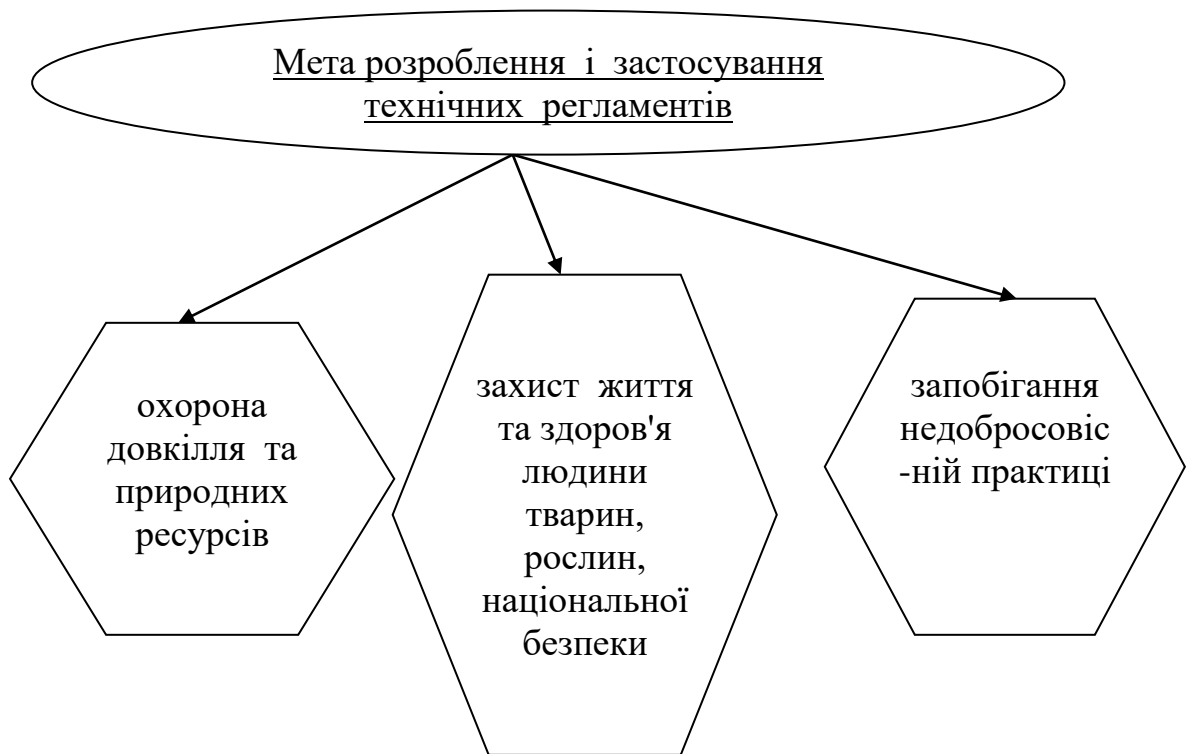 Мета розроблення і застосування
технічних регламентів
охорона
довкілля та
природних
ресурсів
захист життя
та здоров'я
людини
тварин,
рослин,
національної
безпеки
запобігання
недобросовіс
-ній практиці